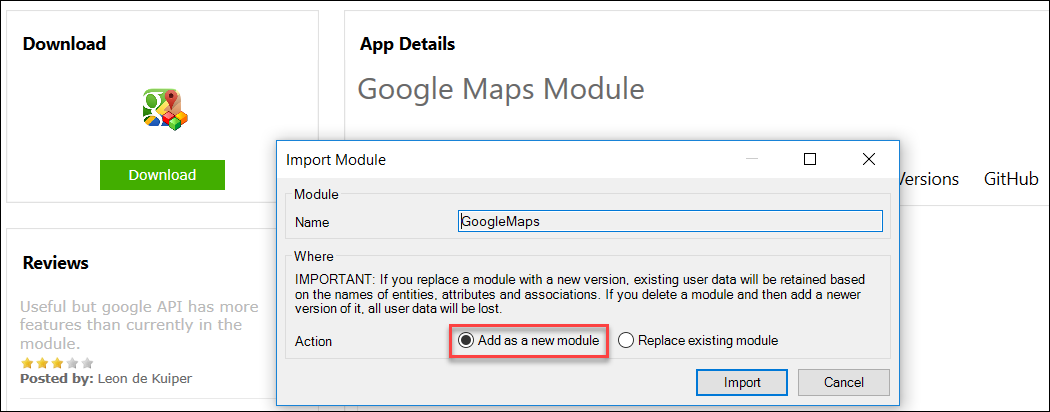 Download
Download
Reviews
Useful but google API has more
features than currently in the
module.
Posted by: Leon de Kuiper
App Details
Google Maps Module
Versions
GitHub
Import Module
Module
Name
GoogleMaps
Where
IMPORTANT: If you replace a module with a new version, existing user data will be retained based
on the names of entities, attributes and associations. If you delete a module and then add a newer
version of it, all user data will be lost.
Action
Add as a new module
Replace existing module
Import
Cancel